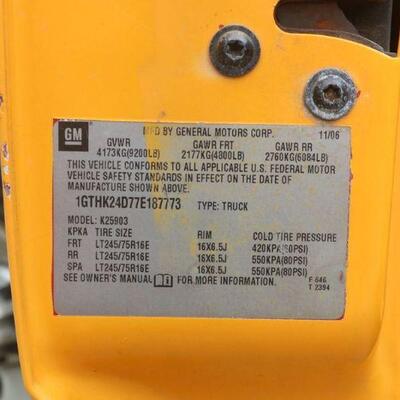 MFD BY GENERAL MOTORS CORP. 11/06
GM GVWR GAWR FRT GAWR RR
4173KG(9200LB) 2177KG(4800LB) 2760KG(6084LB)
THIS VEHICLE CONFORMS TO ALL APPLICABLE U.S. FEDERAL MOTOR
VEHICLE SAFETY STANDARDS IN EFFECT ON THE DATE OF
MANUFACTURE SHOWN ABOVE.
1GTHK24D77E187773 TYPE: TRUCK
MODEL: K25903
KPKA TIRE SIZE RIM COLD TIRE PRESSURE
FRT LT245/75R16E 16X6.5J 420KPA(60PSI)
RR LT245/75R16E 16X6.5J 550KPA(80PSI)
SPA LT245/75R16E 16X6.5J 550KPA(80PSI)
SEE OWNER'S MANUAL FOR MORE INFORMATION. F 646
T 2394